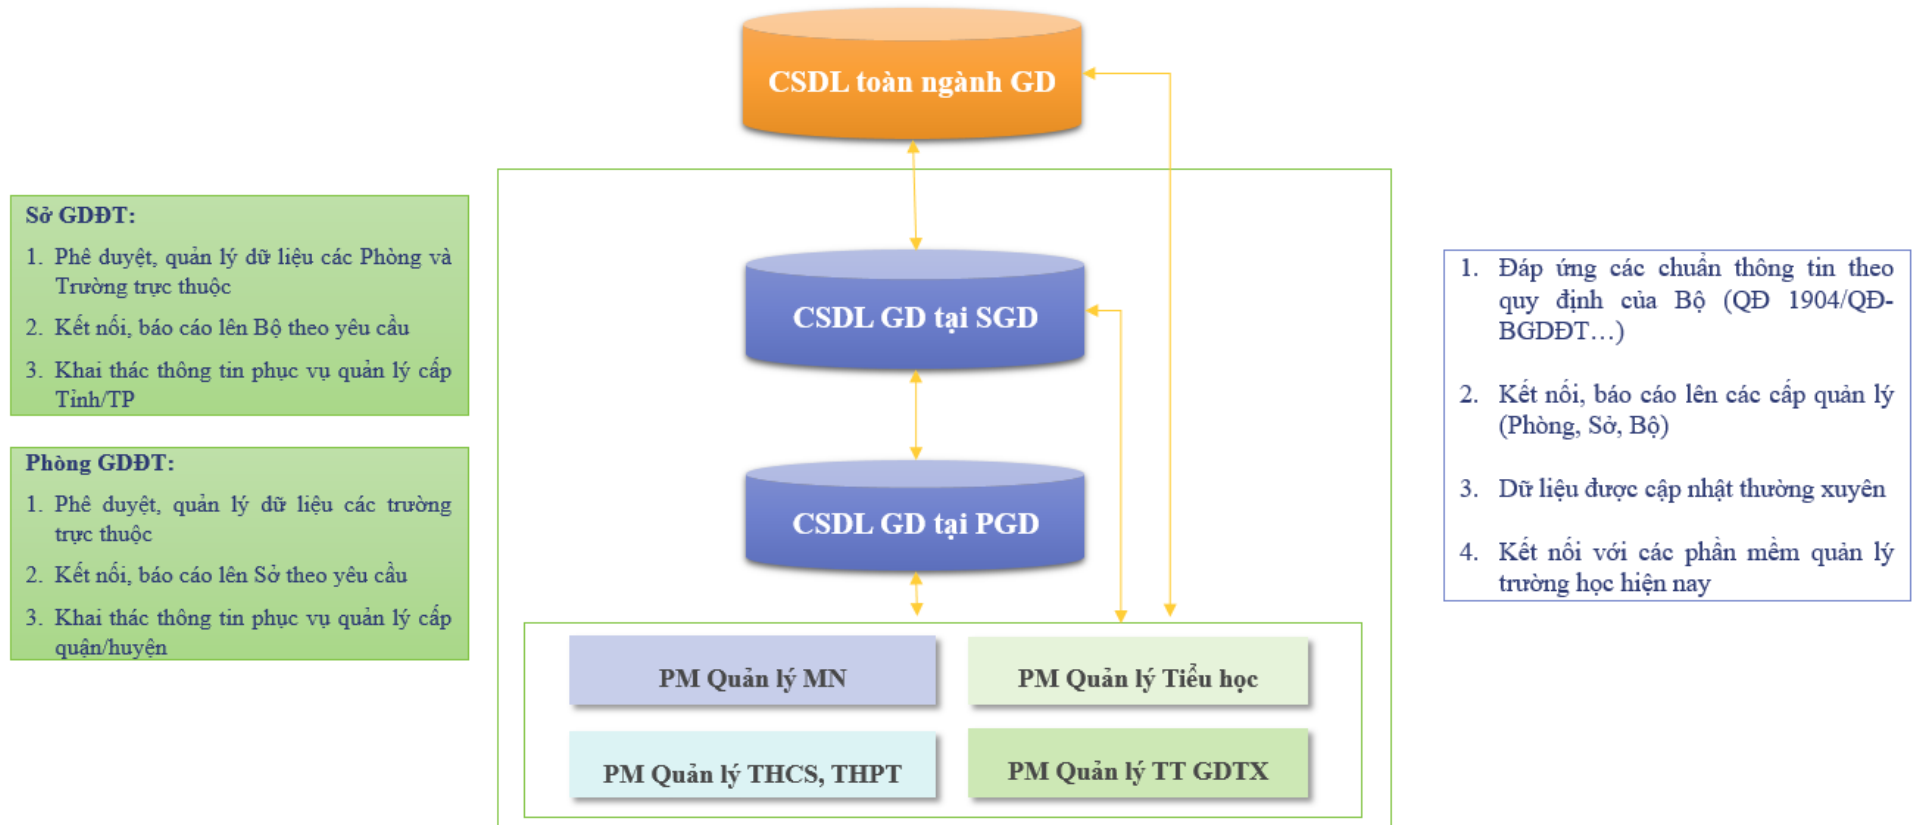 CSDL toàn ngành GD
Sở GDĐT:
1. Phê duyệt, quản lý dữ liệu các Phòng và
Trường trực thuộc
2. Kết nối, báo cáo lên Bộ theo yêu cầu
3. Khai thác thông tin phục vụ quản lý cấp
Tỉnh/TP
Phòng GDĐT:
1. Phê duyệt, quản lý dữ liệu các trường
trực thuộc
2. Kết nối, báo cáo lên Sở theo yêu cầu
3. Khai thác thông tin phục vụ quản lý cấp
quận/huyện
CSDL GD tại SGD
CSDL GD tại PGD
PM Quản lý MN
PM Quản lý Tiểu học
PM Quản lý THCS, THPT
PM Quản lý TT GDTX
1. Đáp ứng các chuẩn thông tin theo
quy định của Bộ (QĐ 1904/QĐ-
BGDĐT…)
2. Kết nối, báo cáo lên các cấp quản lý
(Phòng, Sở, Bộ)
3. Dữ liệu được cập nhật thường xuyên
4. Kết nối với các phần mềm quản lý
trường học hiện nay